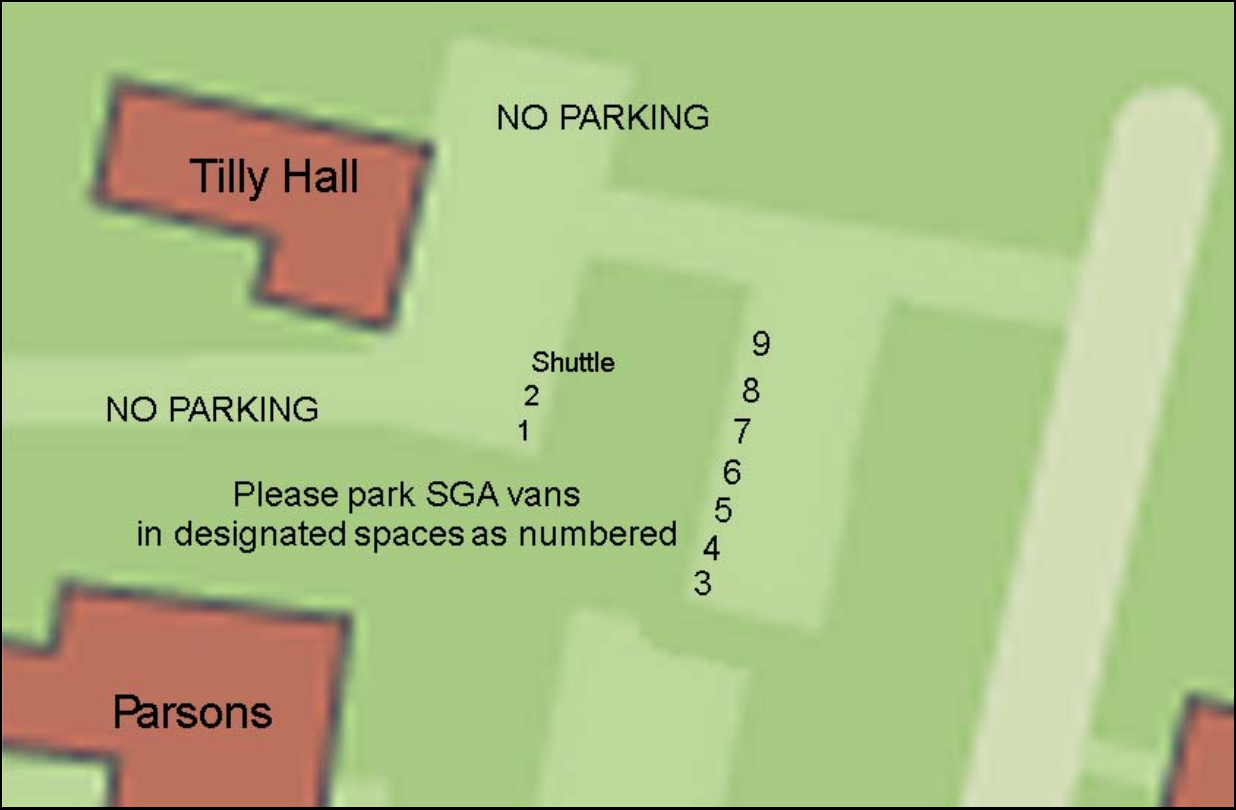 NO PARKING
Tilly Hall
9
Shuttle
8
2
NO PARKING
1
7
6
Please park SGA vans
5
in designated spaces as numbered
4
3
Parsons